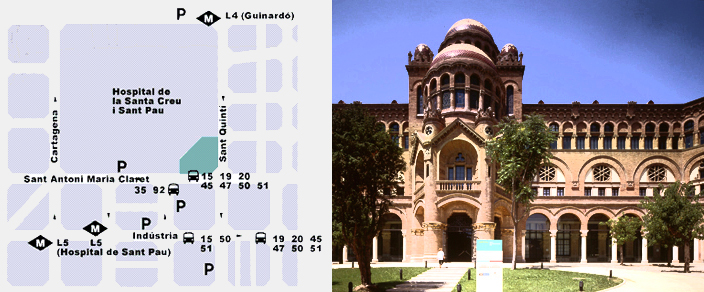 P M L4 (Guinardó)
Hospital de
la Santa Creu
i Sant Pau
Cartagena
Sant Quintí
P
Sant Antoni Maria Claret
15 19 20
45 47 50 51
35 92
P
P
M L5
M L5
(Hospital de Sant Pau)
Indústria
15 50
51
19 20 45
47 50 51
P